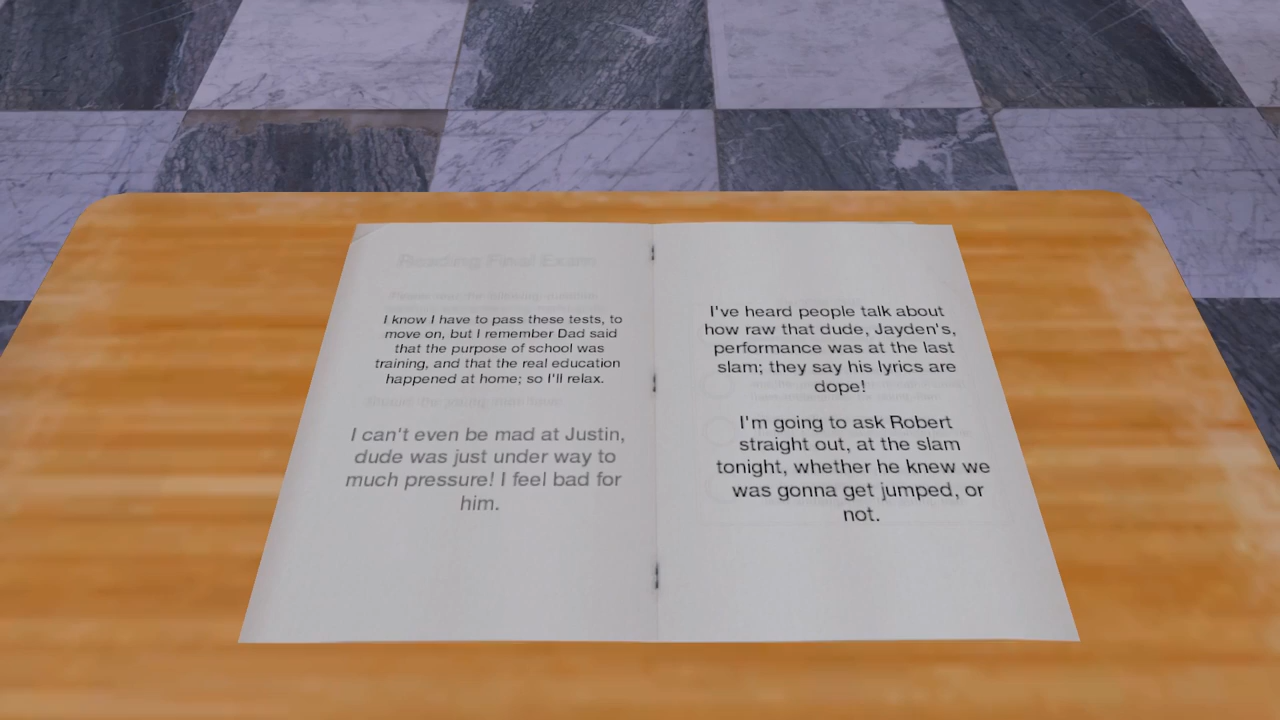 Reading Final Exam
I know I have to pass these tests, to
move on, but I remember Dad said
that the purpose of school was
training, and that the real education
happened at home; so I'll relax.
I can't even be mad at Justin,
dude was just under way to
much pressure! I feel bad for
him.
I've heard people talk about
how raw that dude, Jayden's,
performance was at the last
slam; they say his lyrics are
dope!
I'm going to ask Robert
straight out, at the slam
tonight, whether he knew we
was gonna get jumped, or
not.